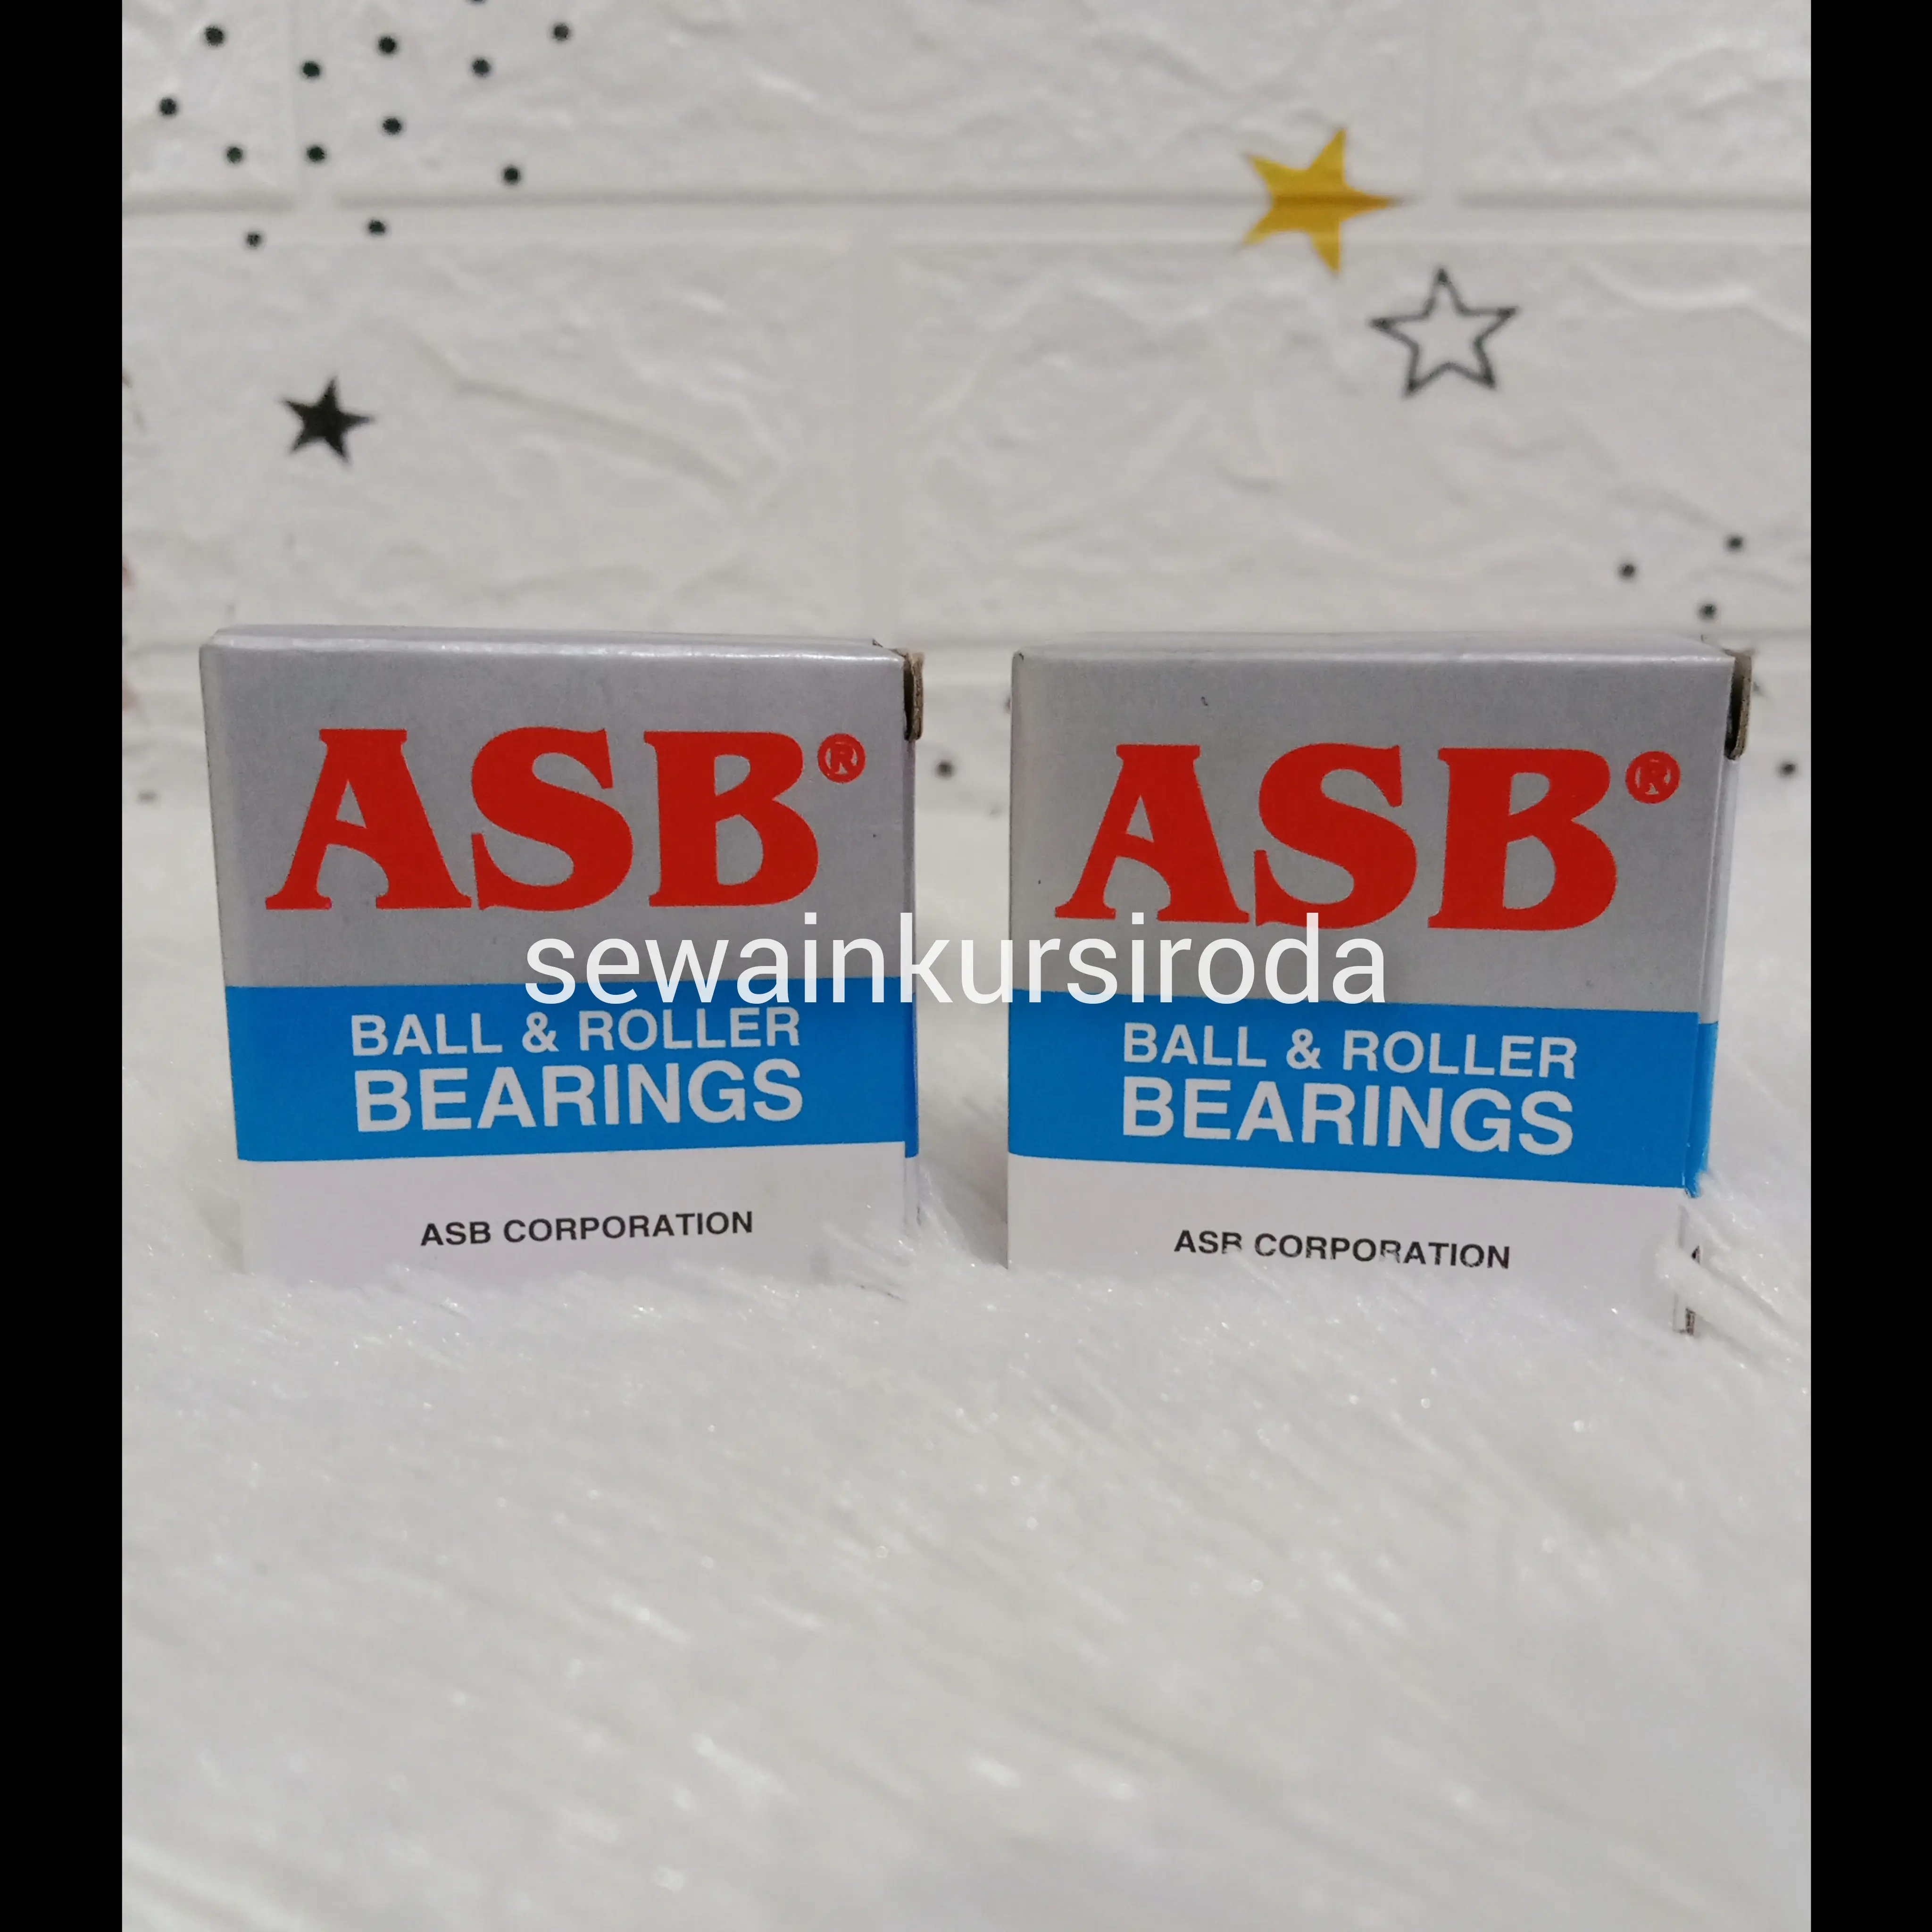 ASB®
BALL & ROLLER
BEARINGS
ASB CORPORATION
ASB®
BALL & ROLLER
BEARINGS
ASB CORPORATION
sewainkursiroda